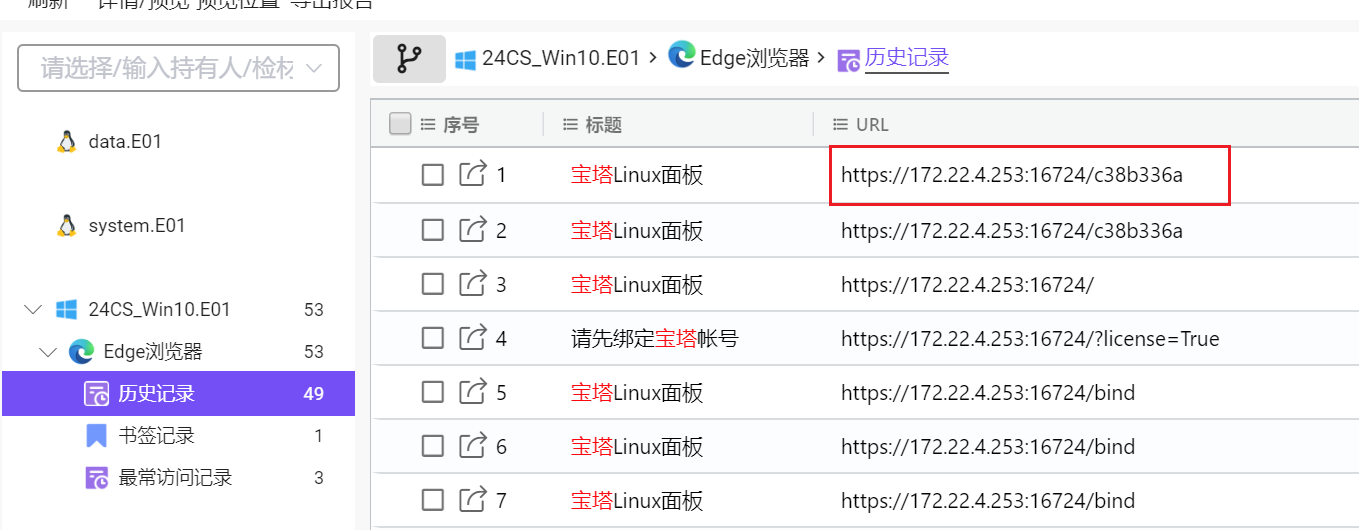 刷新 详情/预览 预览位置 导出报告
请选择/输入持有人/检材
data.E01
system.E01
24CS_Win10.E01 53
Edge浏览器 53
历史记录 49
书签记录 1
最常访问记录 3
24CS_Win10.E01 > Edge浏览器 > 历史记录
序号 标题 URL
1 宝塔Linux面板 https://172.22.4.253:16724/c38b336a
2 宝塔Linux面板 https://172.22.4.253:16724/c38b336a
3 宝塔Linux面板 https://172.22.4.253:16724/
4 请先绑定宝塔帐号 https://172.22.4.253:16724/?license=True
5 宝塔Linux面板 https://172.22.4.253:16724/bind
6 宝塔Linux面板 https://172.22.4.253:16724/bind
7 宝塔Linux面板 https://172.22.4.253:16724/bind